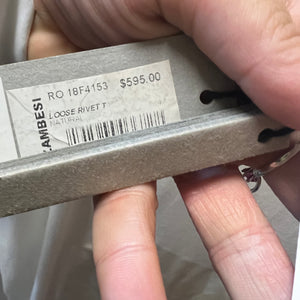 ZAMBESI
RO 18F4153 $595.00
LOOSE RIVET T
NATURAL